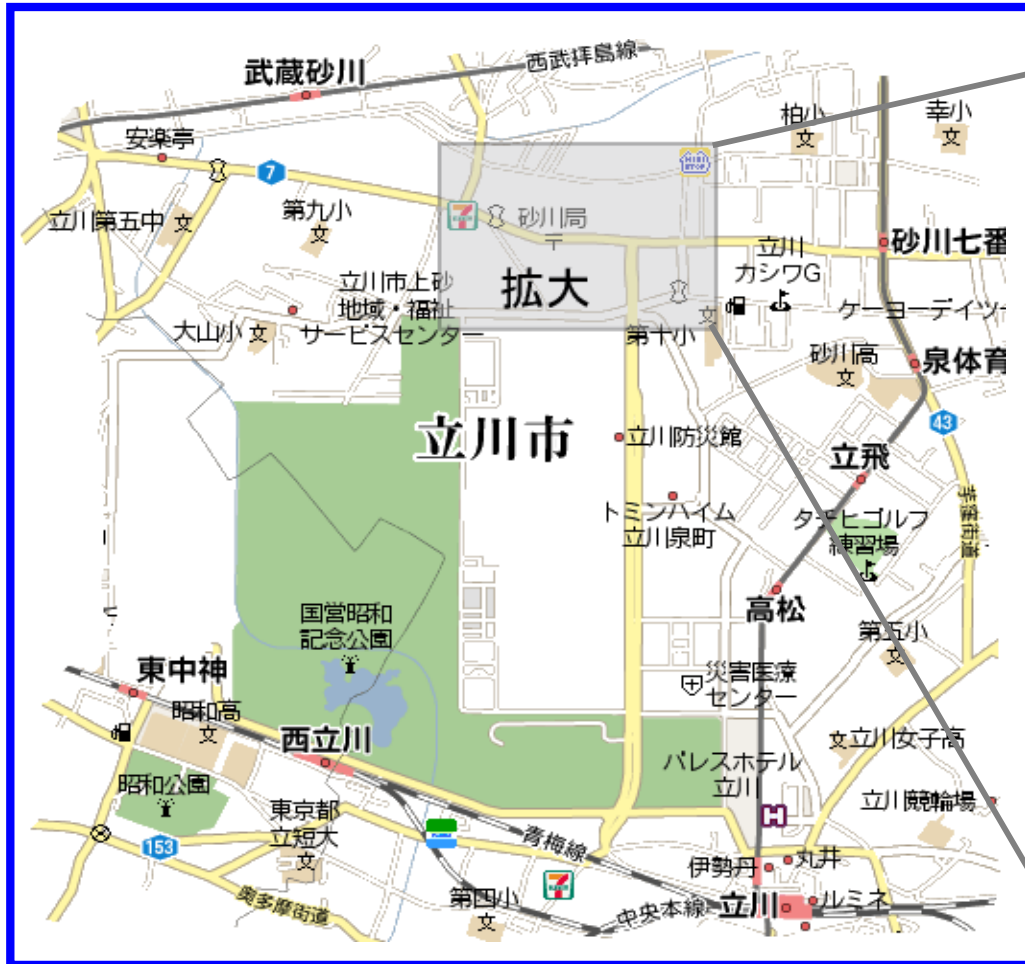 西武拝島線
武蔵砂川
柏小
幸小
安楽亭
7
立川第五中
第九小
砂川局
立川
カシワG
砂川七番
拡大
立川市上砂
地域・福祉
サービスセンター
大山小
第十小
ケーヨーデイツー
砂川高
泉体育
43
立川市
立川防災館
立飛
トミンハイム
立川泉町
タチヒゴルフ
練習場
芋窪街道
高松
国営昭和
記念公園
第五小
東中神
災害医療
センター
昭和高
西立川
立川女子高
パレスホテル
立川
昭和公園
東京都
立短大
立川競輪場
153
青梅線
伊勢丹
丸井
奥多摩街道
第四小
中央本線
立川
ルミネ